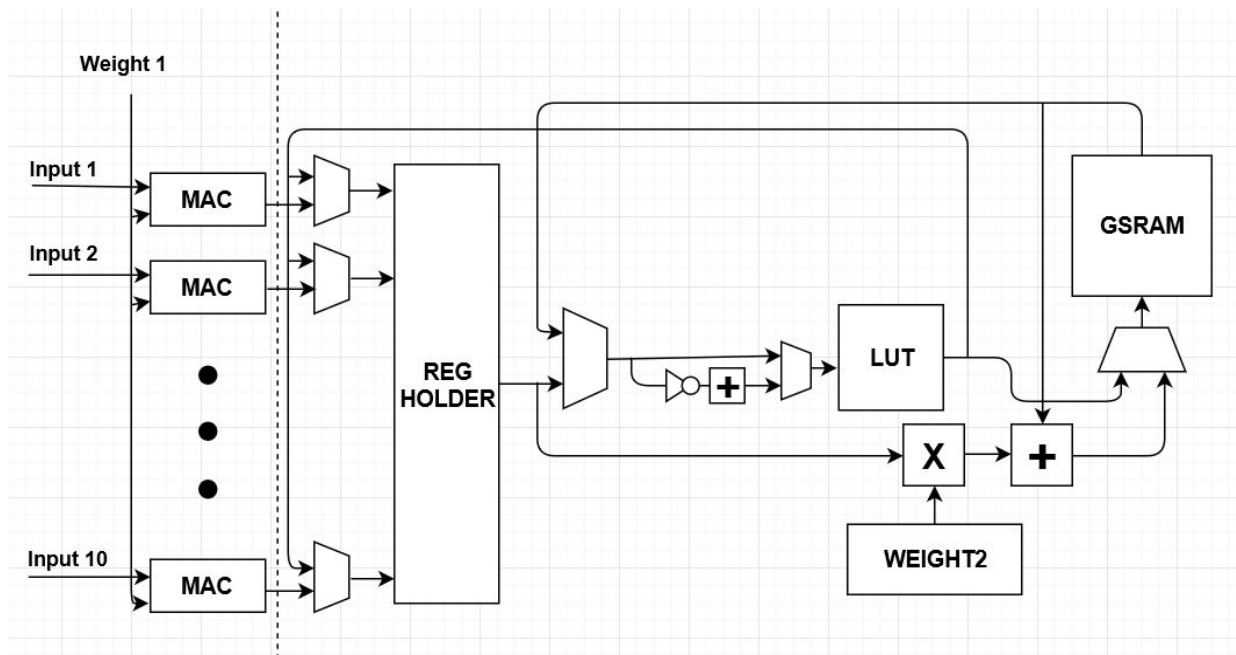 Weight 1
Input 1
MAC
GSRAM
Input 2
MAC
LUT
REG
HOLDER
+
X
+
Input 10
MAC
WEIGHT2